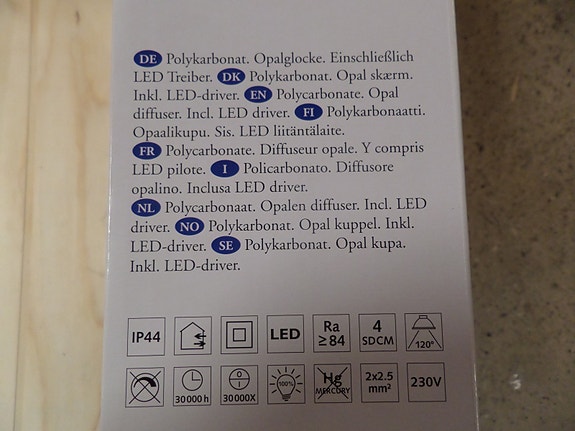 DE Polykarbonat. Opalglocke. Einschließlich
LED Treiber. DK Polykarbonat. Opal skærm.
Inkl. LED-driver. EN Polycarbonate. Opal
diffuser. Incl. LED driver. FI Polykarbonaatti.
Opaalikupu. Sis. LED liitäntälaite.
FR Polycarbonate. Diffuseur opale. Y compris
LED pilote. I Policarbonato. Diffusore
opalino. Inclusa LED driver.
NL Polycarbonaat. Opalen diffuser. Incl. LED
driver. NO Polykarbonat. Opal kuppel. Inkl.
LED-driver. SE Polykarbonat. Opal kupa.
Inkl. LED-driver.
IP44 LED Ra ≥84 4 SDCM 120°
30000h 30000X 100% Hg MERCURY 2x2.5 mm² 230V